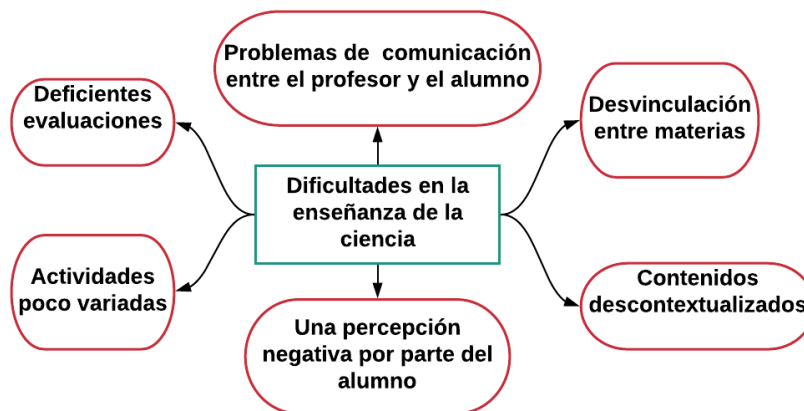 Problemas de comunicación
entre el profesor y el alumno
Deficientes
evaluaciones
Desvinculación
entre materias
Dificultades en la
enseñanza de la
ciencia
Actividades
poco variadas
Contenidos
descontextualizados
Una percepción
negativa por parte del
alumno